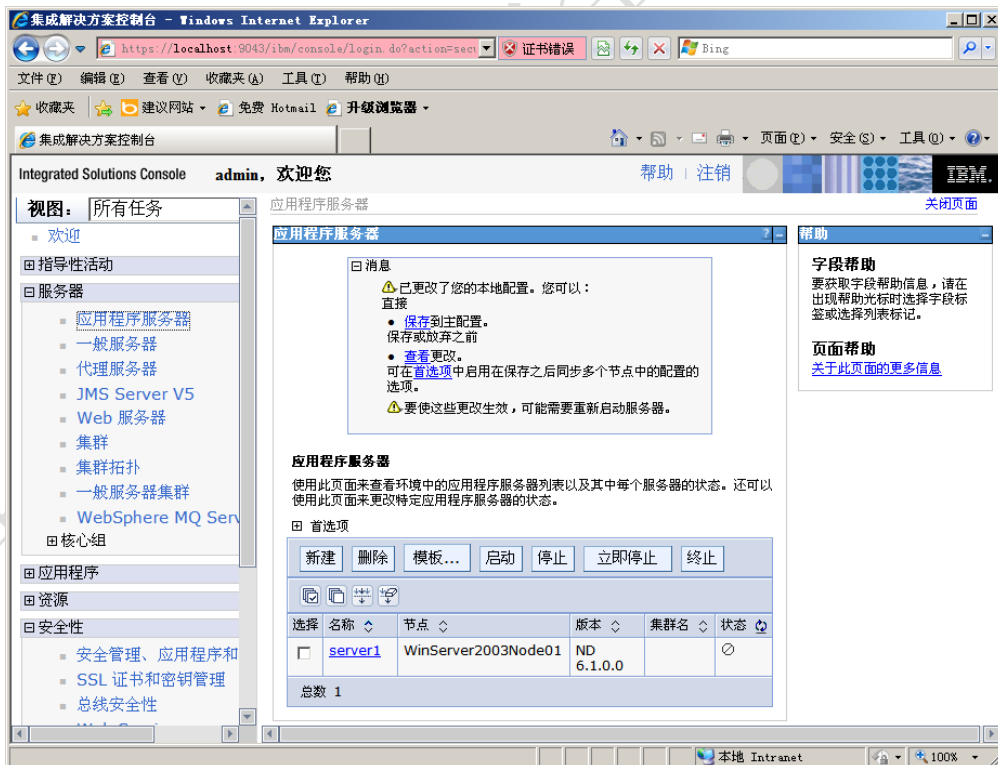 集成解决方案控制台 - Windows Internet Explorer
https://localhost:9043/ibm/console/login.do?action=secu
证书错误
Bing
文件(F) 编辑(E) 查看(V) 收藏夹(A) 工具(T) 帮助(H)
收藏夹 建议网站 免费 Hotmail 升级浏览器
集成解决方案控制台
页面(P) 安全(S) 工具(O)
Integrated Solutions Console admin, 欢迎您
帮助 | 注销
IBM.
视图： 所有任务
欢迎
指导性活动
服务器
应用程序服务器
一般服务器
代理服务器
JMS Server V5
Web 服务器
集群
集群拓扑
一般服务器集群
WebSphere MQ Serv
核心组
应用程序
资源
安全性
安全管理、应用程序和
SSL 证书和密钥管理
总线安全性
应用程序服务器
关闭页面
应用程序服务器
消息
已更改了您的本地配置。您可以：
直接
• 保存到主配置。
保存或放弃之前
• 查看更改。
可在首选项中启用在保存之后同步多个节点中的配置的
选项。
要使这些更改生效，可能需要重新启动服务器。
应用程序服务器
使用此页面来查看环境中的应用程序服务器列表以及其中每个服务器的状态。还可以
使用此页面来更改特定应用程序服务器的状态。
首选项
新建 删除 模板... 启动 停止 立即停止 终止
选择 名称 节点 版本 集群名 状态
server1 WinServer2003Node01 ND
6.1.0.0
总数 1
帮助
字段帮助
要获取字段帮助信息，请在
出现帮助光标时选择字段标
签或选择列表标记。
页面帮助
关于此页面的更多信息
本地 Intranet
100%